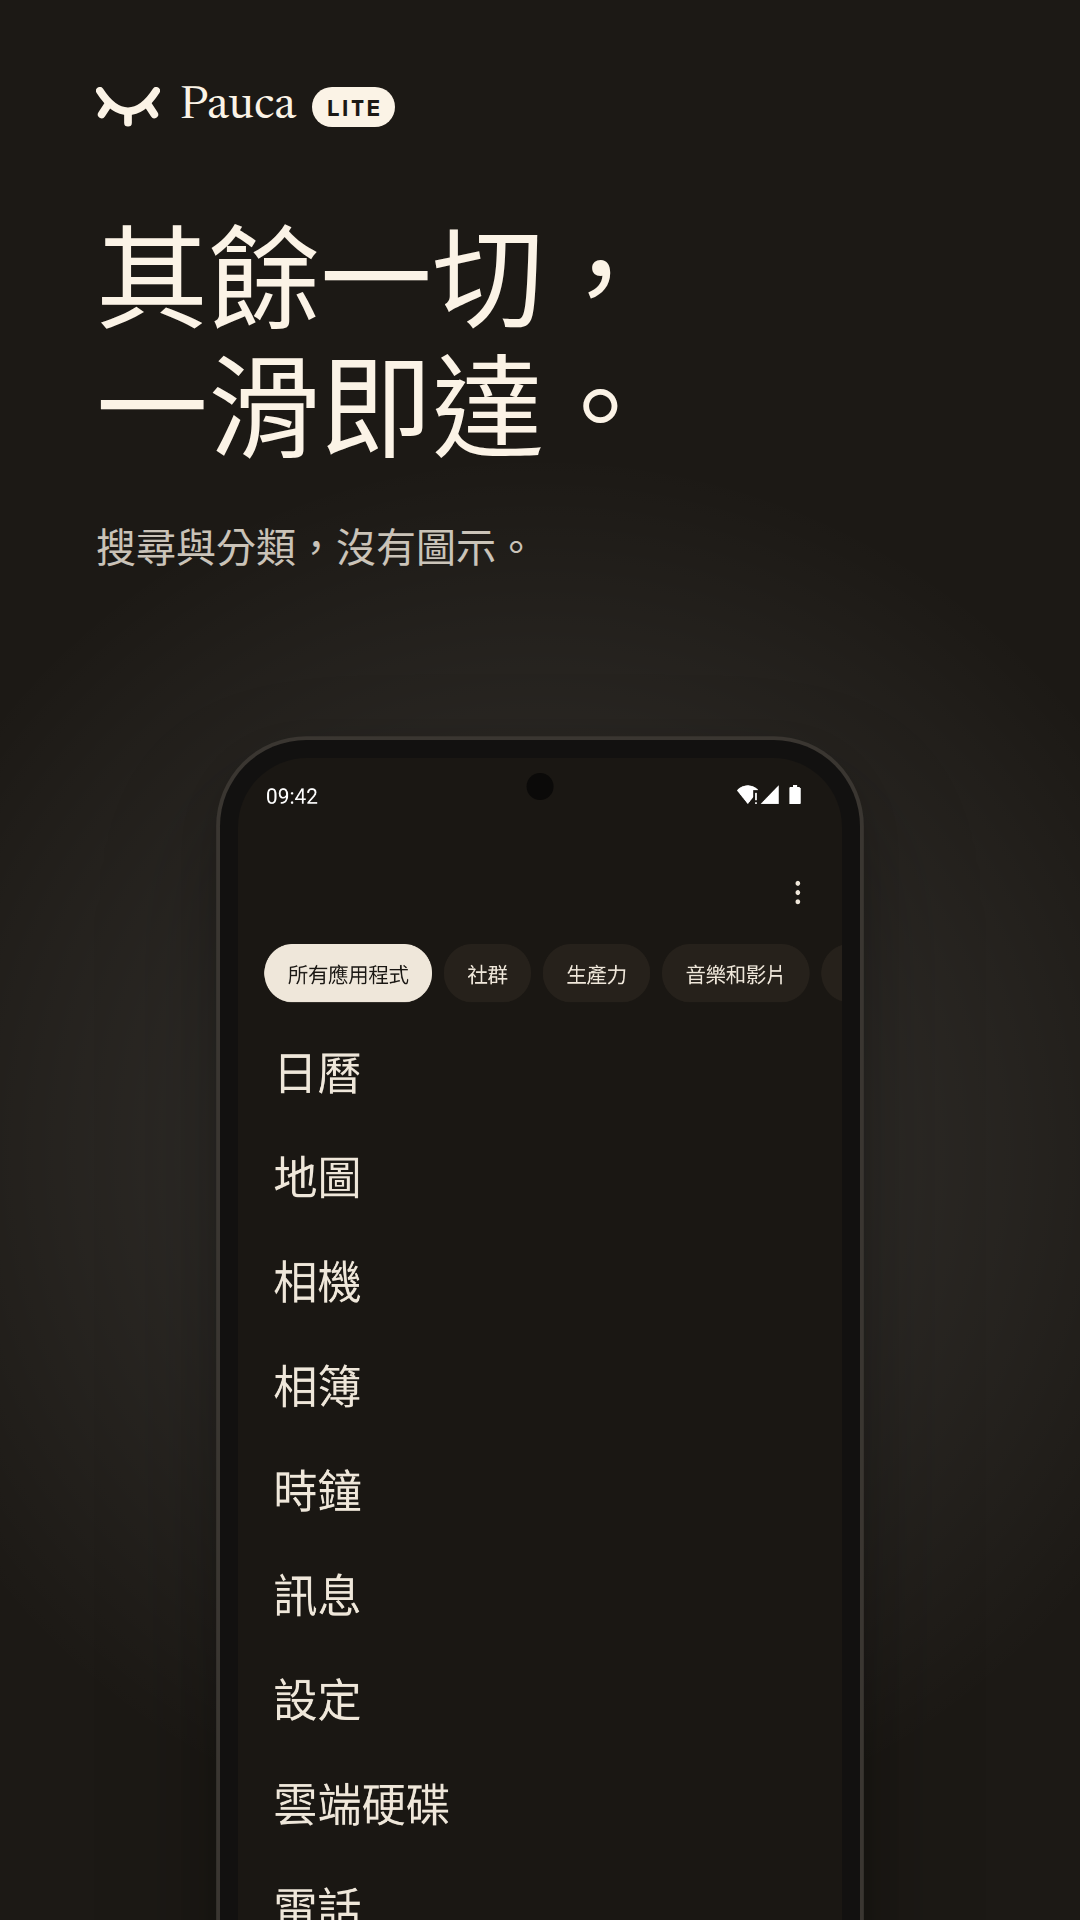 Pauca LITE
其餘一切，
一滑即達。
搜尋與分類，沒有圖示。
09:42
所有應用程式 社群 生產力 音樂和影片
日曆
地圖
相機
相簿
時鐘
訊息
設定
雲端硬碟
電話